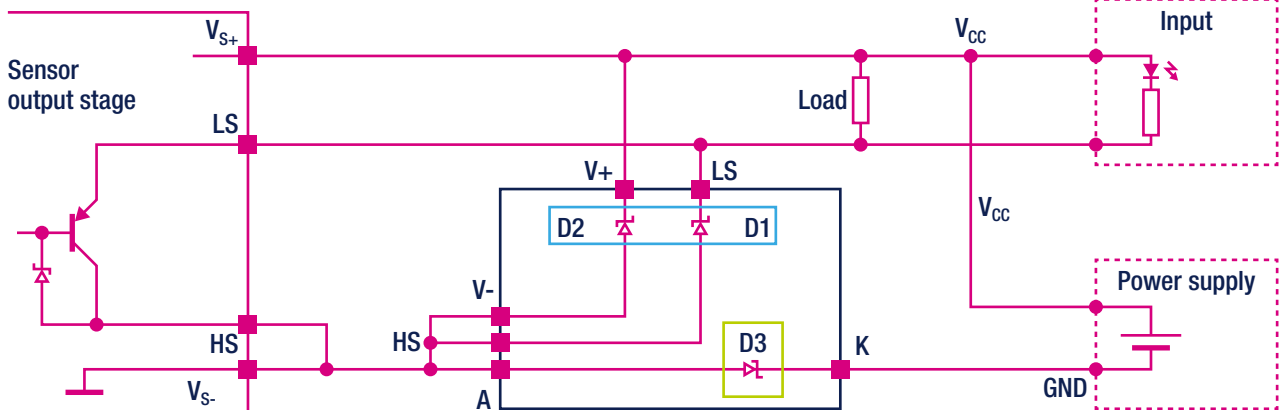 V_S+
V_CC
Input
Sensor
output stage
Load
LS
V+
LS
D2
D1
V_CC
V-
Power supply
HS
HS
D3
K
A
GND
V_S-